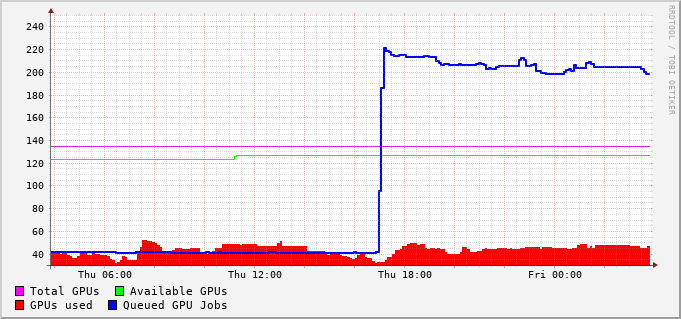 240
220
200
180
160
140
120
100
80
60
40
Thu 06:00 Thu 12:00 Thu 18:00 Fri 00:00
Total GPUs Available GPUs
GPUs used Queued GPU Jobs
RRDTOOL / TOBI OETIKER